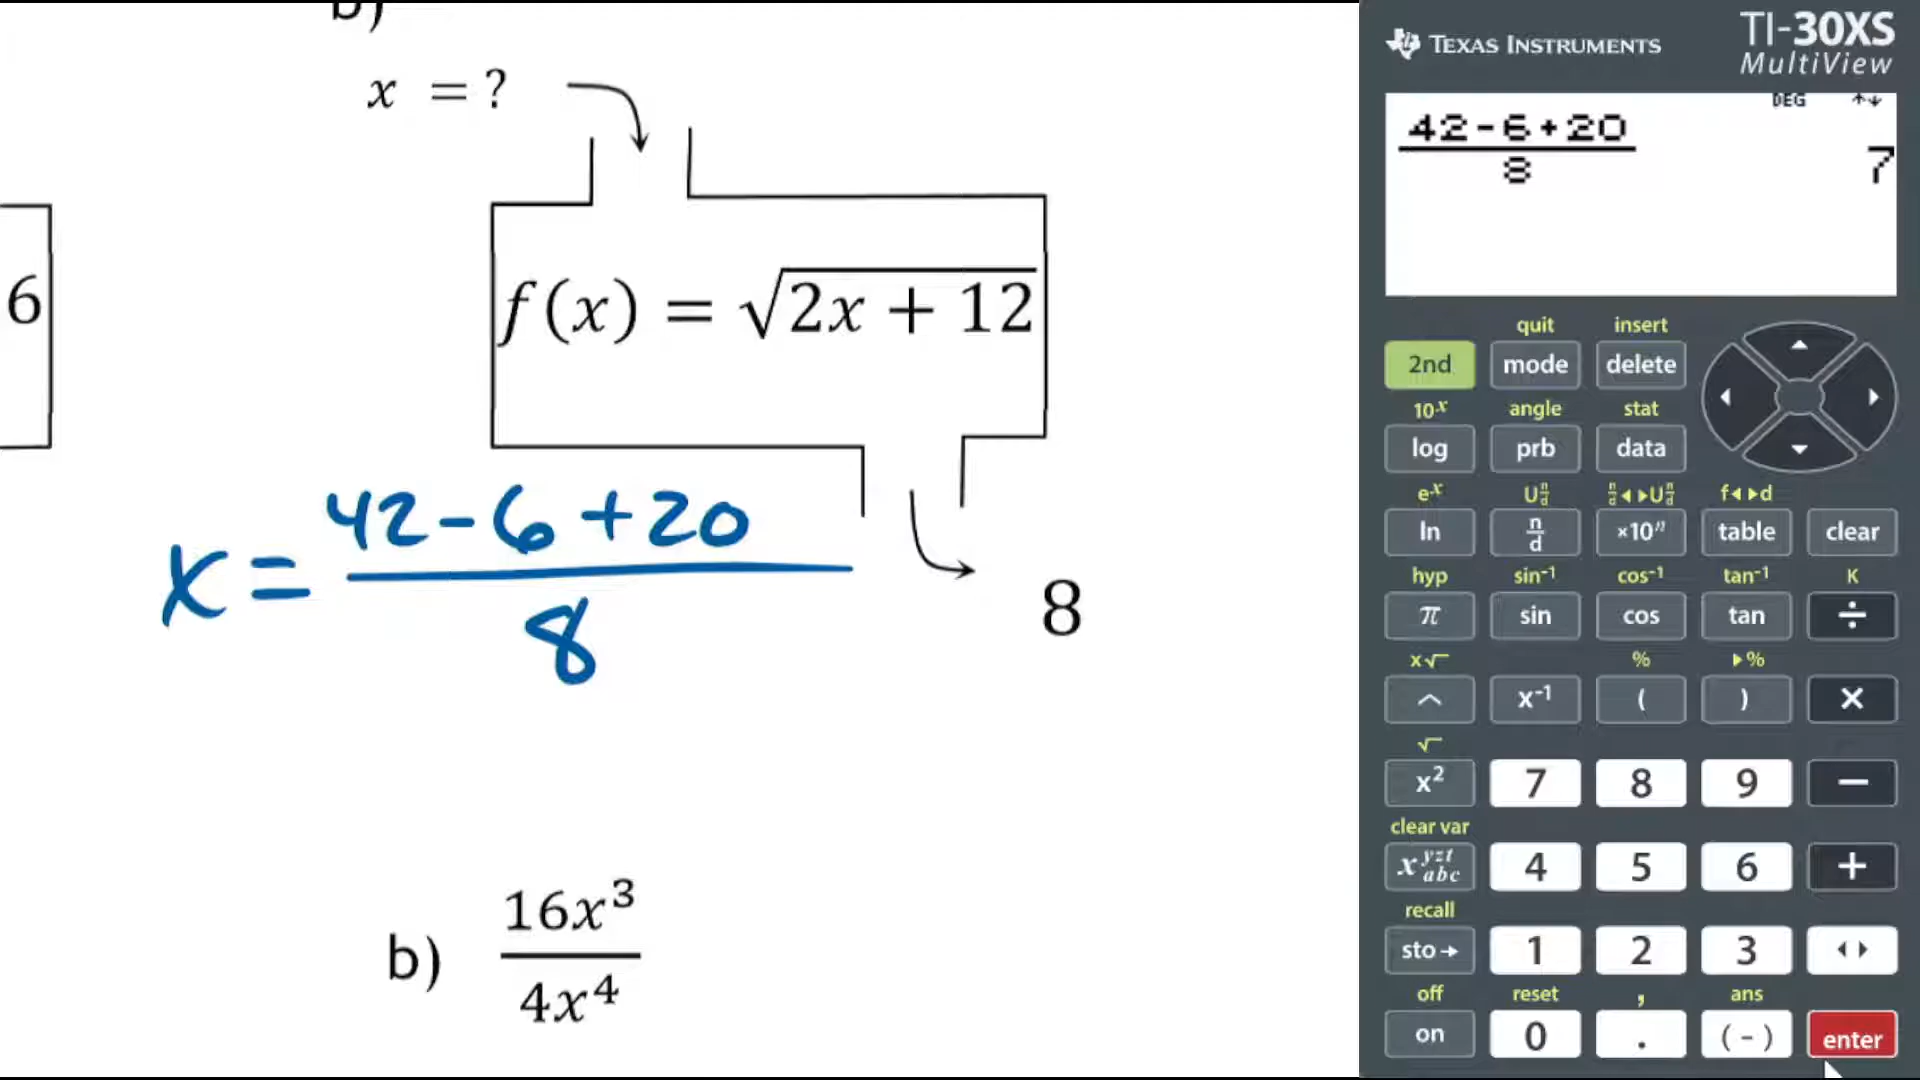 b)
x = ?
6
f(x) = √2x + 12
x = 42 - 6 + 20
8
8
b) 16x³
4x⁴
TEXAS INSTRUMENTS
TI-30XS
MultiView
DEG
42-6+20
8
7
quit insert
2nd mode delete
10ˣ angle stat
log prb data
eˣ U n/d n/d ◄►U n/d f◄►d
ln n/d ×10ⁿ table clear
hyp sin⁻¹ cos⁻¹ tan⁻¹ K
π sin cos tan ÷
x√ % ►%
^ x⁻¹ ( ) ×
√
x² 7 8 9 −
clear var
x yzt abc 4 5 6 +
recall
sto→ 1 2 3 ◄►
off reset , ans
on 0 . (-) enter